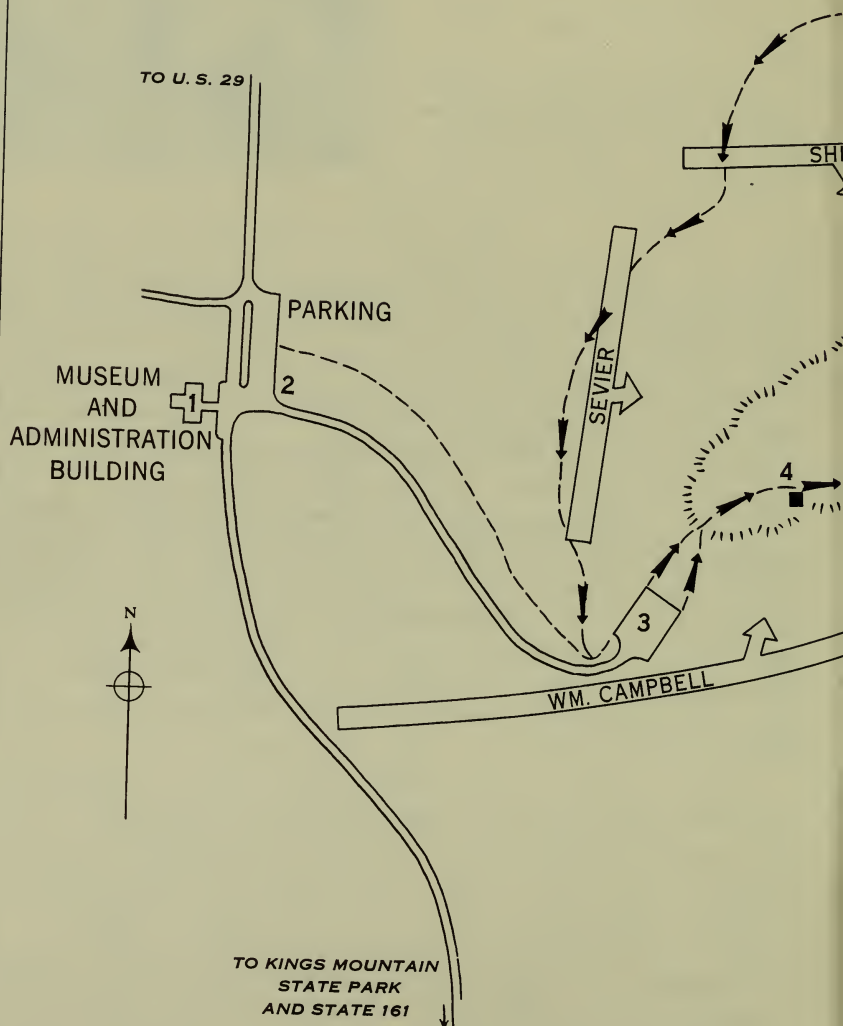 TO U. S. 29
SHE
PARKING
MUSEUM
AND
ADMINISTRATION
BUILDING
1
2
SEVIER
4
3
N
WM. CAMPBELL
TO KINGS MOUNTAIN
STATE PARK
AND STATE 161